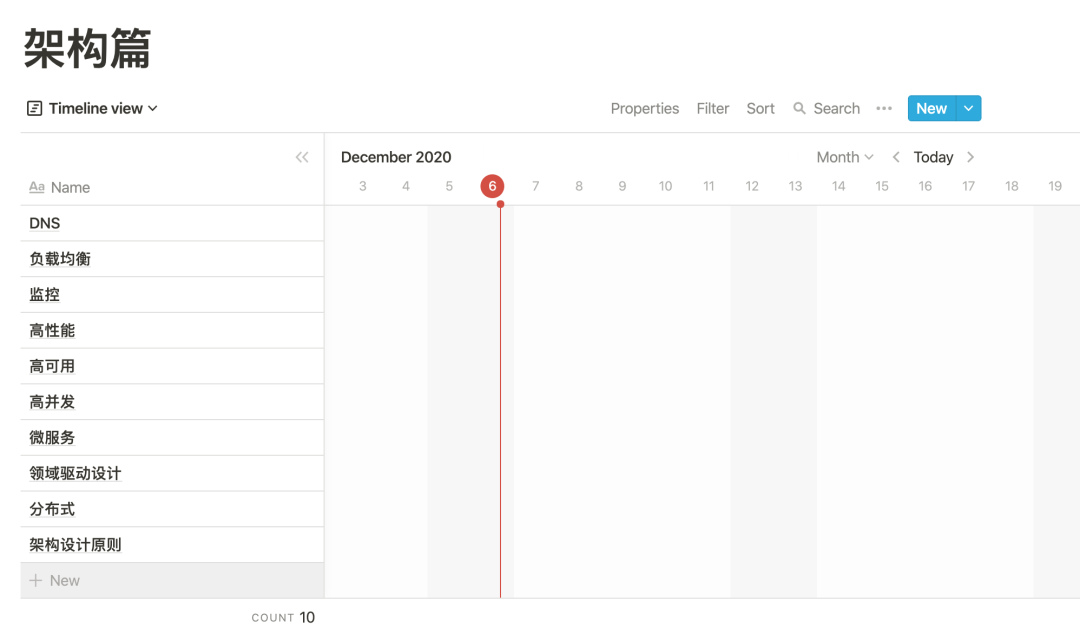 架构篇
Timeline view Properties Filter Sort Search New
December 2020 Month Today
Aa Name 3 4 5 6 7 8 9 10 11 12 13 14 15 16 17 18 19
DNS
负载均衡
监控
高性能
高可用
高并发
微服务
领域驱动设计
分布式
架构设计原则
+ New
COUNT 10